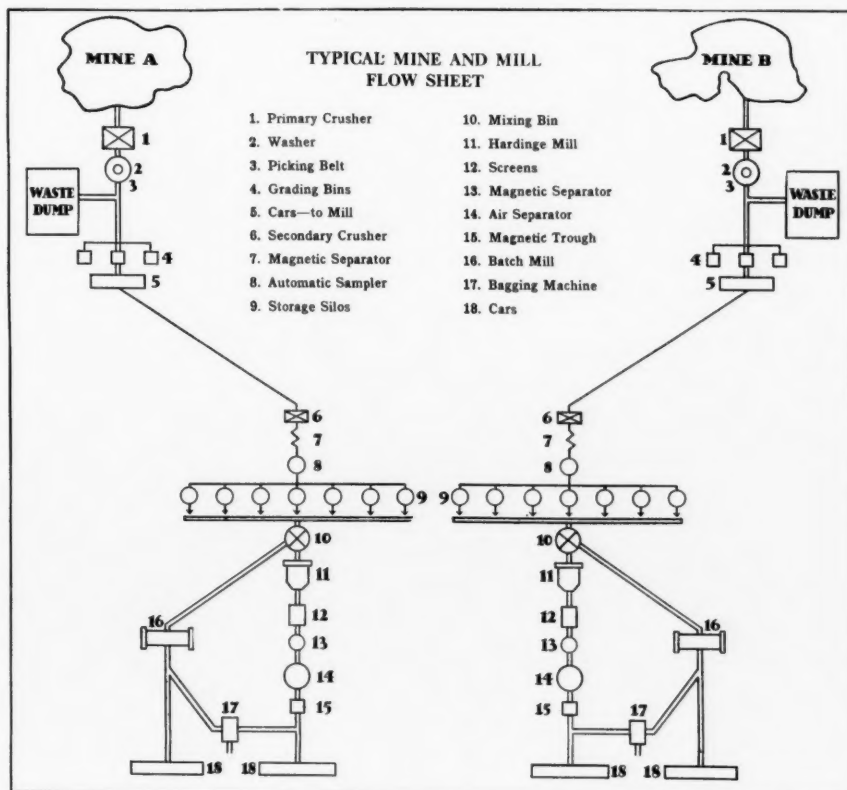 MINE A
TYPICAL MINE AND MILL
FLOW SHEET
MINE B
1. Primary Crusher
2. Washer
3. Picking Belt
4. Grading Bins
5. Cars—to Mill
6. Secondary Crusher
7. Magnetic Separator
8. Automatic Sampler
9. Storage Silos
10. Mixing Bin
11. Hardinge Mill
12. Screens
13. Magnetic Separator
14. Air Separator
15. Magnetic Trough
16. Batch Mill
17. Bagging Machine
18. Cars
1
2
3
WASTE
DUMP
4
5
6
7
8
9
10
11
12
13
14
15
16
17
18
18
1
2
3
WASTE
DUMP
4
5
6
7
8
9
10
11
12
13
14
15
16
17
18
18